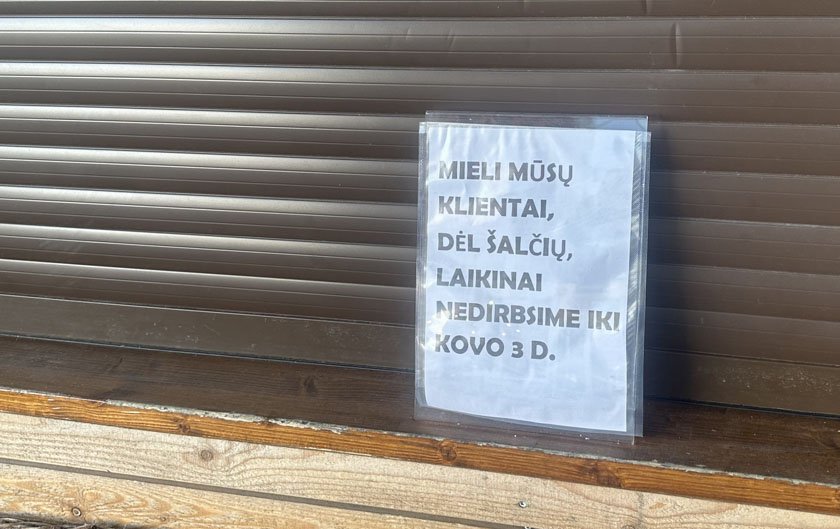 MIELI MŪSŲ
KLIENTAI,
DĖL ŠALČIŲ,
LAIKINAI
NEDIRBSIME IKI
KOVO 3 D.